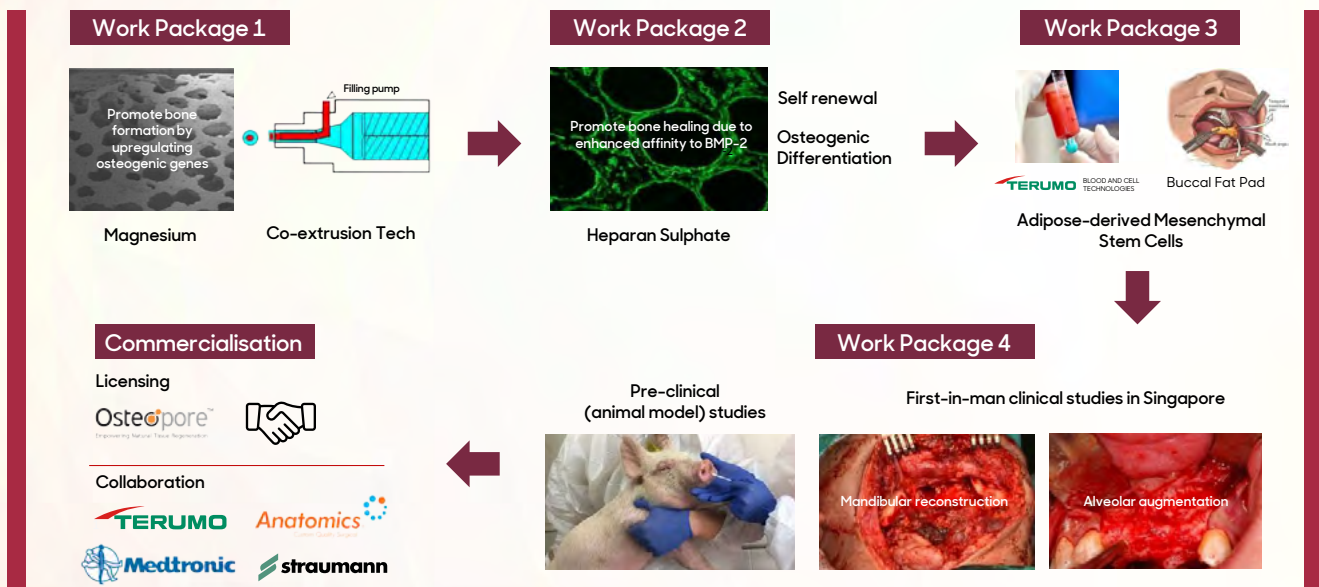 Work Package 1
Promote bone
formation by
upregulating
osteogenic genes
Filling pump
Magnesium
Co-extrusion Tech
Work Package 2
Promote bone healing due to
enhanced affinity to BMP-2
Self renewal
Osteogenic
Differentiation
Heparan Sulphate
Work Package 3
TERUMO
BLOOD AND CELL
TECHNOLOGIES
Buccal Fat Pad
Adipose-derived Mesenchymal
Stem Cells
Work Package 4
Pre-clinical
(animal model) studies
First-in-man clinical studies in Singapore
Mandibular reconstruction
Alveolar augmentation
Commercialisation
Licensing
Osteopore™
Empowering Natural Tissue Regeneration
Collaboration
TERUMO
Anatomics
Medtronic
straumann